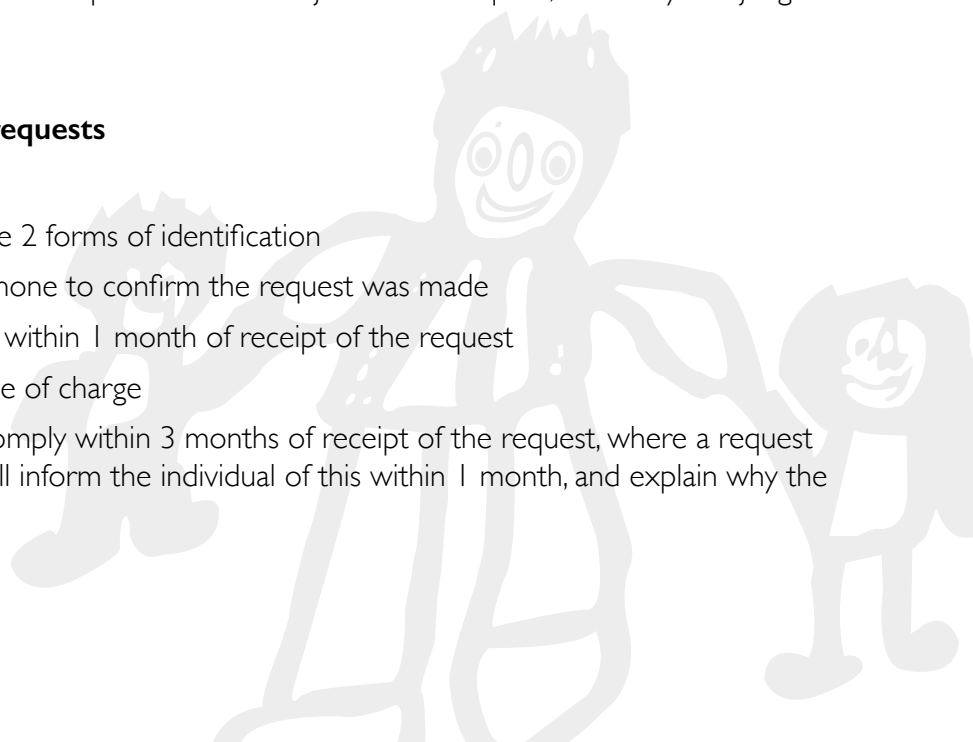 requests
e 2 forms of identification
hone to confirm the request was made
within 1 month of receipt of the request
e of charge
omply within 3 months of receipt of the request, where a request
ll inform the individual of this within 1 month, and explain why the